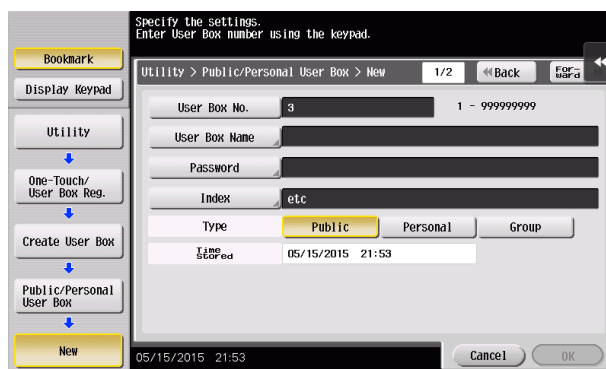 Specify the settings.
Enter User Box number using the keypad.
Bookmark
Display Keypad
Utility
One-Touch/
User Box Reg.
Create User Box
Public/Personal
User Box
New
Utility > Public/Personal User Box > New
1/2
Back
For-
ward
User Box No.
3
1 - 999999999
User Box Name
Password
Index
etc
Type
Public
Personal
Group
Time
Stored
05/15/2015 21:53
05/15/2015 21:53
Cancel
OK